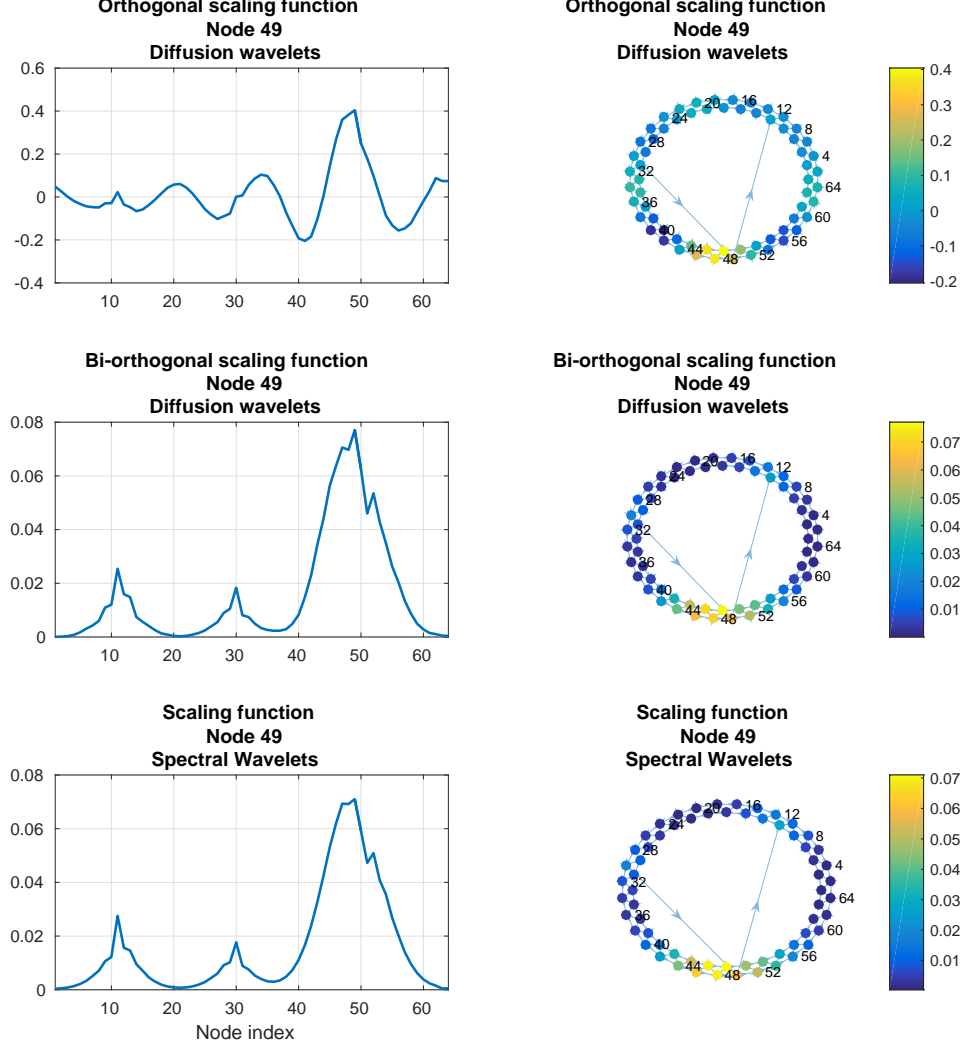 Orthogonal scaling function
Node 49
Diffusion wavelets
0.6
0.4
0.2
0
-0.2
-0.4
10 20 30 40 50 60
Orthogonal scaling function
Node 49
Diffusion wavelets
20 16 12 8 4 64 60 56 52 48 44 40 36 32 28 24
0.4
0.3
0.2
0.1
0
-0.1
-0.2
Bi-orthogonal scaling function
Node 49
Diffusion wavelets
0.08
0.06
0.04
0.02
0
10 20 30 40 50 60
Bi-orthogonal scaling function
Node 49
Diffusion wavelets
20 16 12 8 4 64 60 56 52 48 44 40 36 32 28 24
0.07
0.06
0.05
0.04
0.03
0.02
0.01
Scaling function
Node 49
Spectral Wavelets
0.08
0.06
0.04
0.02
0
10 20 30 40 50 60
Node index
Scaling function
Node 49
Spectral Wavelets
20 16 12 8 4 64 60 56 52 48 44 40 36 32 28 24
0.07
0.06
0.05
0.04
0.03
0.02
0.01